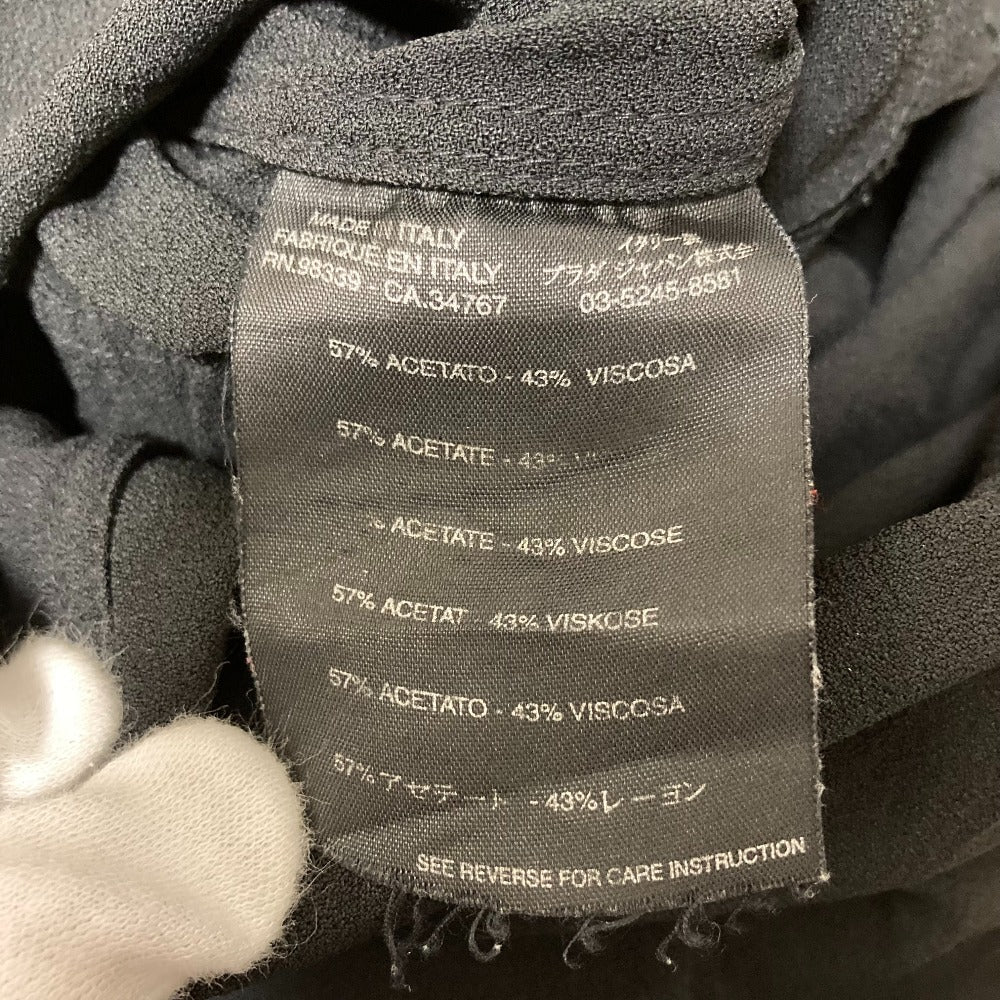 MADE IN ITALY
FABRIQUE EN ITALY
RN.98339 - CA.34767
イタリー製
プラダ ジャパン株式会社
03-5245-8581
57% ACETATO - 43% VISCOSA
57% ACETATE - 43%
% ACETATE - 43% VISCOSE
57% ACETAT - 43% VISKOSE
57% ACETATO - 43% VISCOSA
57% アセテート - 43% レーヨン
SEE REVERSE FOR CARE INSTRUCTION